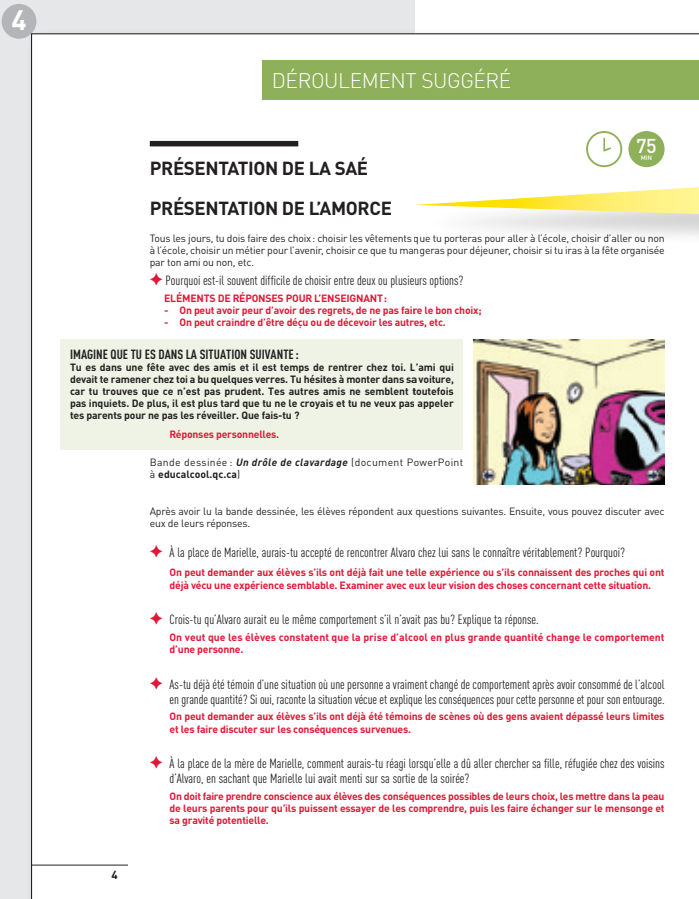 4
DÉROULEMENT SUGGÉRÉ
75
MIN
PRÉSENTATION DE LA SAÉ
PRÉSENTATION DE L'AMORCE
Tous les jours, tu dois faire des choix : choisir les vêtements que tu porteras pour aller à l'école, choisir d'aller ou non
à l'école, choisir un métier pour l'avenir, choisir ce que tu mangeras pour déjeuner, choisir si tu iras à la fête organisée
par ton ami ou non, etc.
✦ Pourquoi est-il souvent difficile de choisir entre deux ou plusieurs options?
ELÉMENTS DE RÉPONSES POUR L'ENSEIGNANT :
- On peut avoir peur d'avoir des regrets, de ne pas faire le bon choix;
- On peut craindre d'être déçu ou de décevoir les autres, etc.
IMAGINE QUE TU ES DANS LA SITUATION SUIVANTE :
Tu es dans une fête avec des amis et il est temps de rentrer chez toi. L'ami qui
devait te ramener chez toi a bu quelques verres. Tu hésites à monter dans sa voiture,
car tu trouves que ce n'est pas prudent. Tes autres amis ne semblent toutefois
pas inquiets. De plus, il est plus tard que tu ne le croyais et tu ne veux pas appeler
tes parents pour ne pas les réveiller. Que fais-tu ?
Réponses personnelles.
Bande dessinée : Un drôle de clavardage (document PowerPoint
à educalcool.qc.ca)
Après avoir lu la bande dessinée, les élèves répondent aux questions suivantes. Ensuite, vous pouvez discuter avec
eux de leurs réponses.
✦ À la place de Marielle, aurais-tu accepté de rencontrer Alvaro chez lui sans le connaître véritablement? Pourquoi?
On peut demander aux élèves s'ils ont déjà fait une telle expérience ou s'ils connaissent des proches qui ont
déjà vécu une expérience semblable. Examiner avec eux leur vision des choses concernant cette situation.
✦ Crois-tu qu'Alvaro aurait eu le même comportement s'il n'avait pas bu? Explique ta réponse.
On veut que les élèves constatent que la prise d'alcool en plus grande quantité change le comportement
d'une personne.
✦ As-tu déjà été témoin d'une situation où une personne a vraiment changé de comportement après avoir consommé de l'alcool
en grande quantité? Si oui, raconte la situation vécue et explique les conséquences pour cette personne et pour son entourage.
On peut demander aux élèves s'ils ont déjà été témoins de scènes où des gens avaient dépassé leurs limites
et les faire discuter sur les conséquences survenues.
✦ À la place de la mère de Marielle, comment aurais-tu réagi lorsqu'elle a dû aller chercher sa fille, réfugiée chez des voisins
d'Alvaro, en sachant que Marielle lui avait menti sur sa sortie de la soirée?
On doit faire prendre conscience aux élèves des conséquences possibles de leurs choix, les mettre dans la peau
de leurs parents pour qu'ils puissent essayer de les comprendre, puis les faire échanger sur le mensonge et
sa gravité potentielle.
4